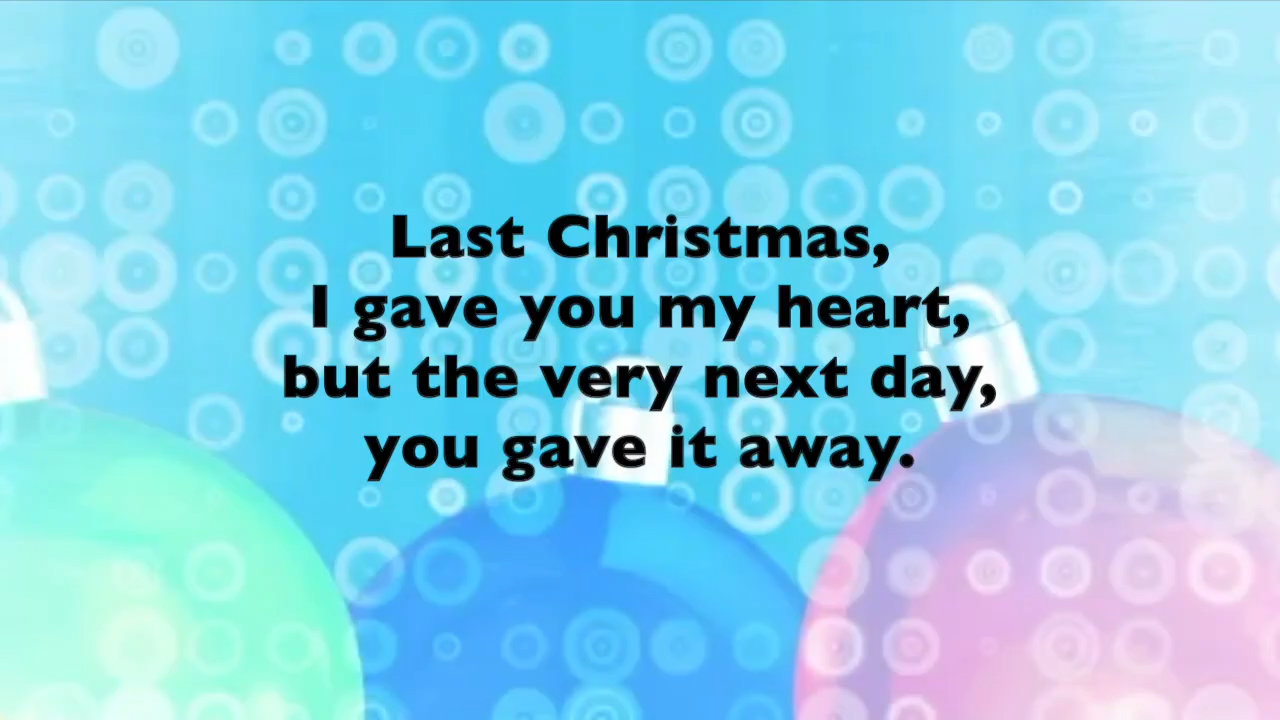 Last Christmas,
I gave you my heart,
but the very next day,
you gave it away.